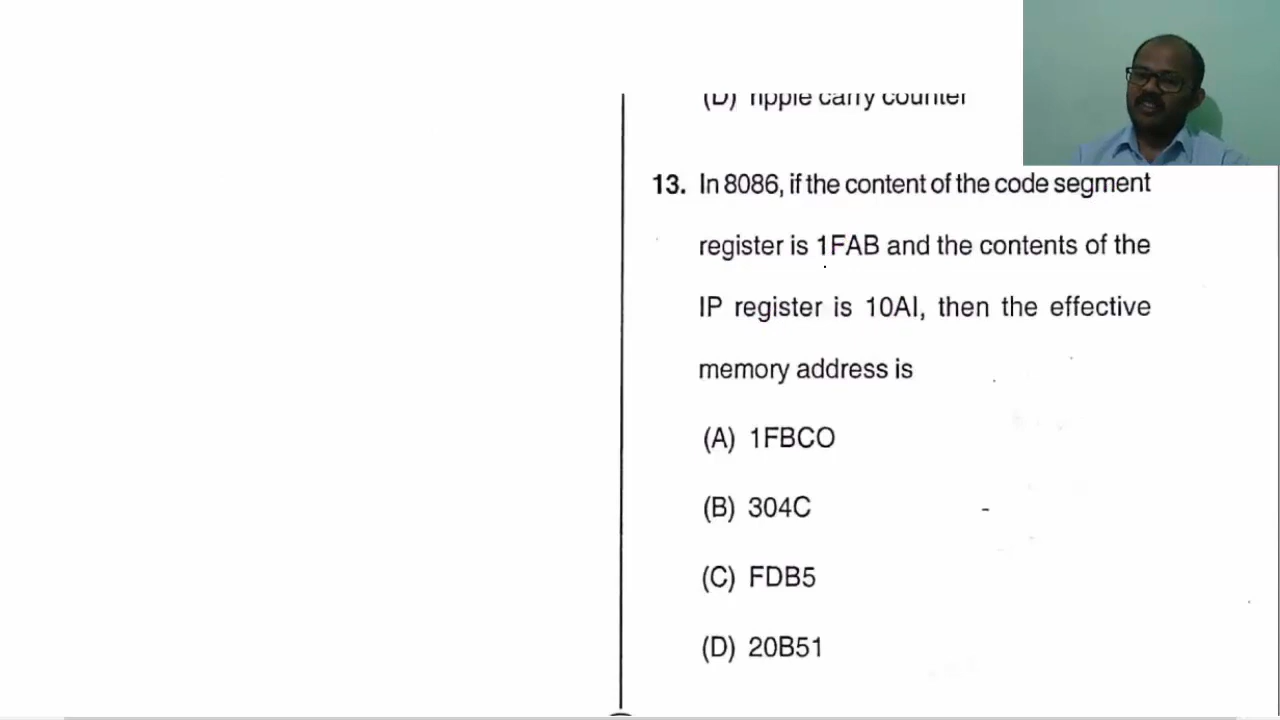 (D) ripple carry counter
13. In 8086, if the content of the code segment
register is 1FAB and the contents of the
IP register is 10AI, then the effective
memory address is
(A) 1FBCO
(B) 304C
(C) FDB5
(D) 20B51